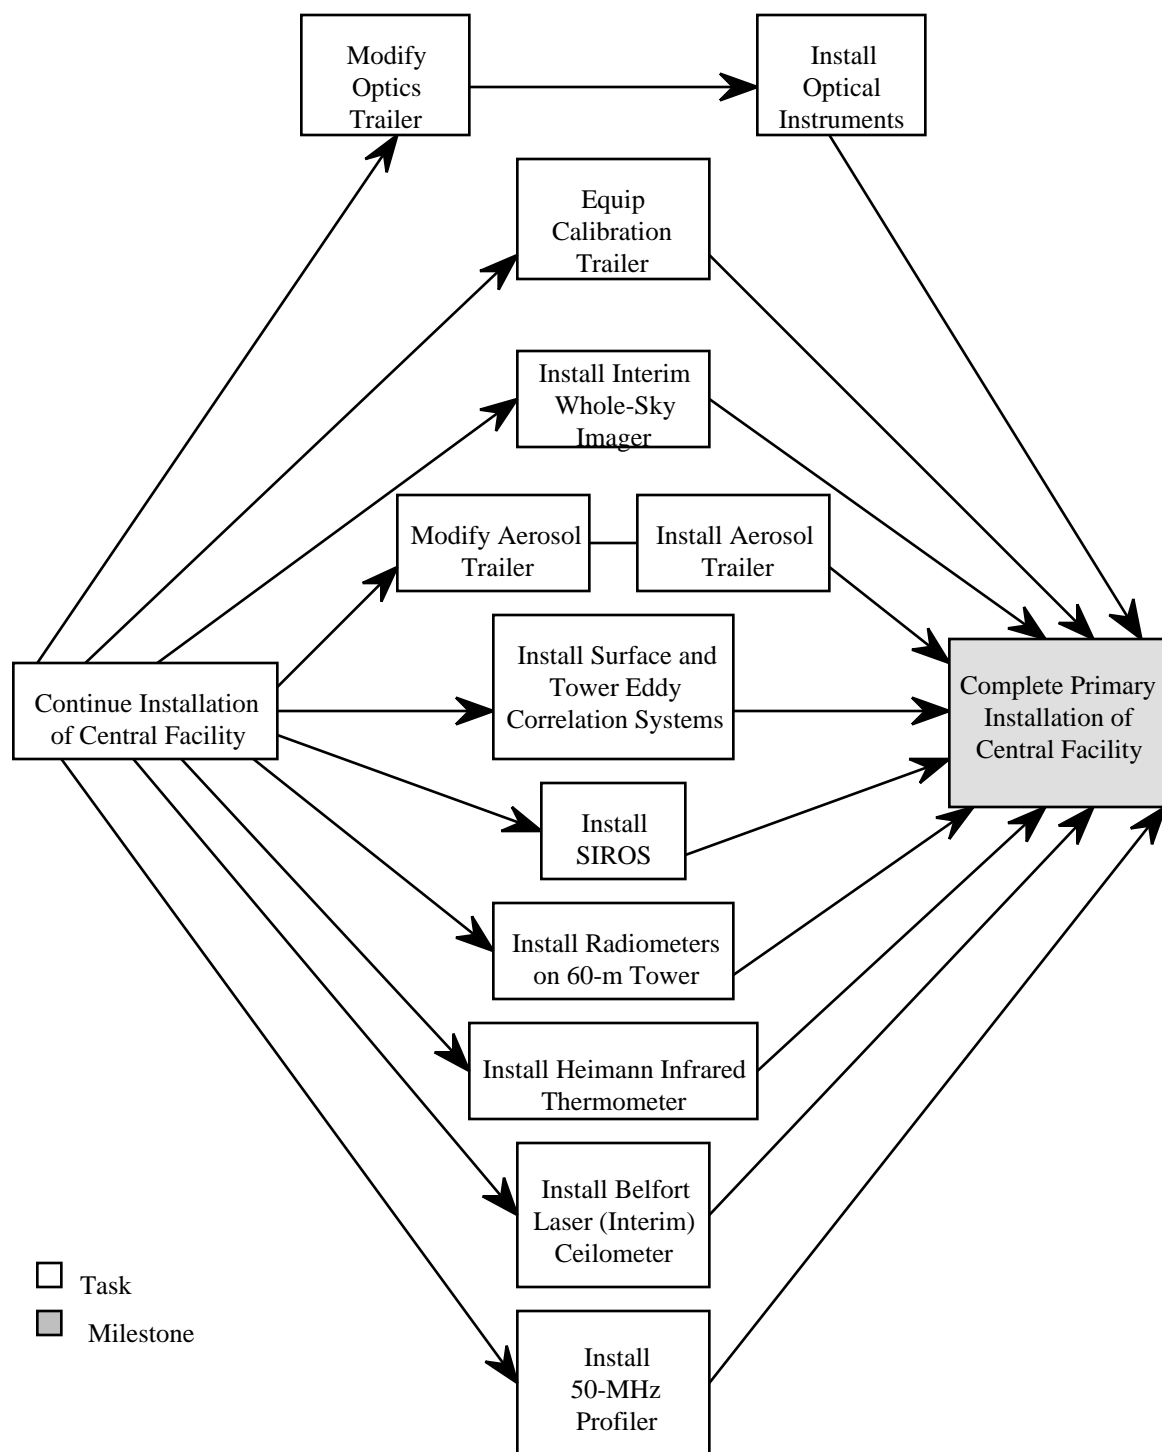 Modify
Optics
Trailer
Install
Optical
Instruments
Equip
Calibration
Trailer
Install Interim
Whole-Sky
Imager
Modify Aerosol
Trailer
Install Aerosol
Trailer
Install Surface and
Tower Eddy
Correlation Systems
Continue Installation
of Central Facility
Complete Primary
Installation of
Central Facility
Install
SIROS
Install Radiometers
on 60-m Tower
Install Heimann Infrared
Thermometer
Install Belfort
Laser (Interim)
Ceilometer
Task
Milestone
Install
50-MHz
Profiler